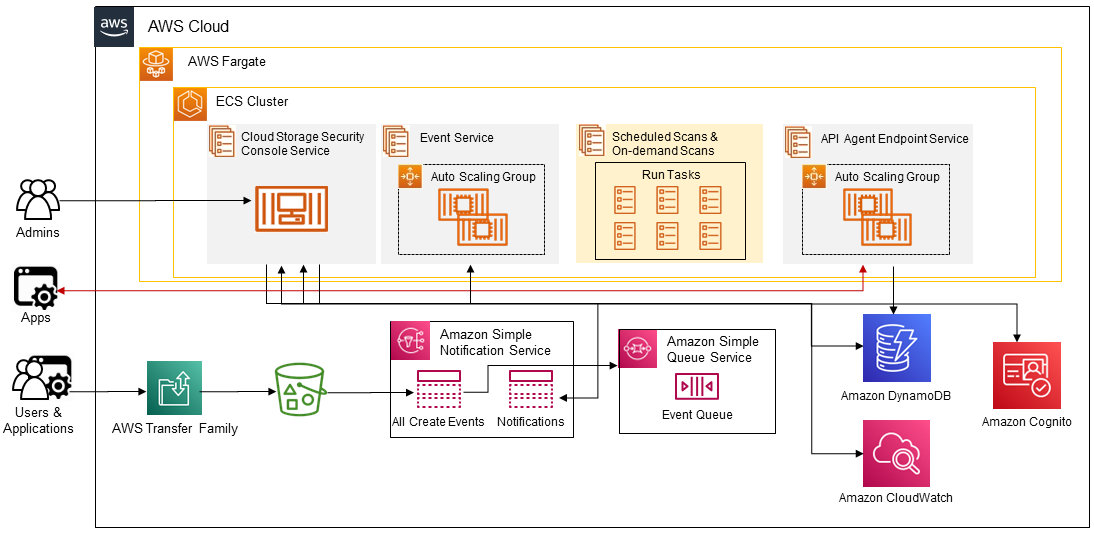 aws
AWS Cloud
AWS Fargate
ECS Cluster
Cloud Storage Security
Console Service
Event Service
Auto Scaling Group
Scheduled Scans &
On-demand Scans
Run Tasks
API Agent Endpoint Service
Auto Scaling Group
Admins
Apps
Users &
Applications
AWS Transfer Family
Amazon Simple
Notification Service
All Create Events
Notifications
Amazon Simple
Queue Service
Event Queue
Amazon DynamoDB
Amazon Cognito
Amazon CloudWatch